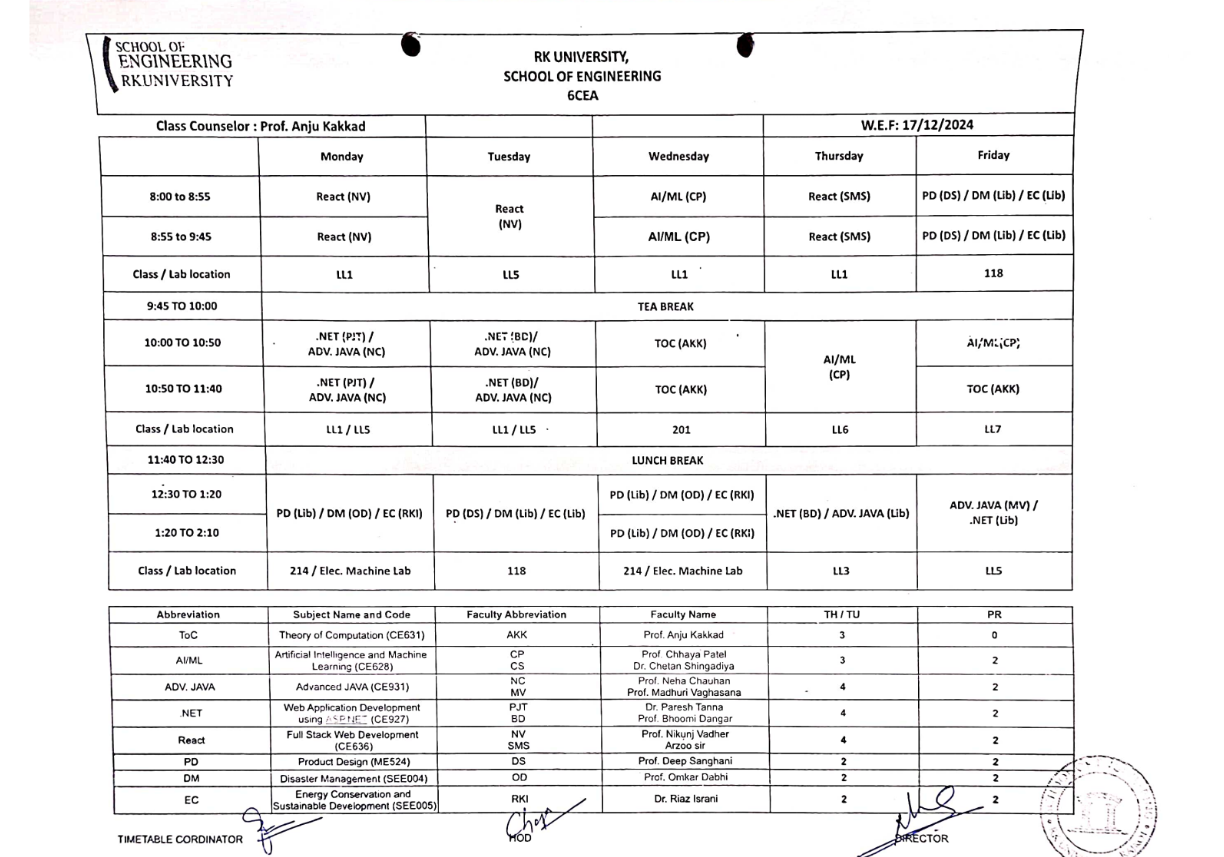 SCHOOL OF
ENGINEERING
RKUNIVERSITY
RK UNIVERSITY,
SCHOOL OF ENGINEERING
6CEA
Class Counselor : Prof. Anju Kakkad W.E.F: 17/12/2024
Monday Tuesday Wednesday Thursday Friday
8:00 to 8:55 React (NV) React (NV) AI/ML (CP) React (SMS) PD (DS) / DM (Lib) / EC (Lib)
8:55 to 9:45 React (NV) AI/ML (CP) React (SMS) PD (DS) / DM (Lib) / EC (Lib)
Class / Lab location LL1 LL5 LL1 LL1 118
9:45 TO 10:00 TEA BREAK
10:00 TO 10:50 .NET (PJT) / ADV. JAVA (NC) .NET (BD)/ ADV. JAVA (NC) TOC (AKK) AI/ML (CP) AI/ML(CP)
10:50 TO 11:40 .NET (PJT) / ADV. JAVA (NC) .NET (BD)/ ADV. JAVA (NC) TOC (AKK) TOC (AKK)
Class / Lab location LL1 / LL5 LL1 / LL5 201 LL6 LL7
11:40 TO 12:30 LUNCH BREAK
12:30 TO 1:20 PD (Lib) / DM (OD) / EC (RKI) PD (DS) / DM (Lib) / EC (Lib) PD (Lib) / DM (OD) / EC (RKI) .NET (BD) / ADV. JAVA (Lib) ADV. JAVA (MV) / .NET (Lib)
1:20 TO 2:10 PD (Lib) / DM (OD) / EC (RKI)
Class / Lab location 214 / Elec. Machine Lab 118 214 / Elec. Machine Lab LL3 LL5
Abbreviation Subject Name and Code Faculty Abbreviation Faculty Name TH / TU PR
ToC Theory of Computation (CE631) AKK Prof. Anju Kakkad 3 0
AI/ML Artificial Intelligence and Machine Learning (CE628) CP CS Prof. Chhaya Patel Dr. Chetan Shingadiya 3 2
ADV. JAVA Advanced JAVA (CE931) NC MV Prof. Neha Chauhan Prof. Madhuri Vaghasana 4 2
.NET Web Application Development using ASP.NET (CE927) PJT BD Dr. Paresh Tanna Prof. Bhoomi Dangar 4 2
React Full Stack Web Development (CE636) NV SMS Prof. Nikunj Vadher Arzoo sir 4 2
PD Product Design (ME524) DS Prof. Deep Sanghani 2 2
DM Disaster Management (SEE004) OD Prof. Omkar Dabhi 2 2
EC Energy Conservation and Sustainable Development (SEE005) RKI Dr. Riaz Israni 2 2
TIMETABLE CORDINATOR HOD DIRECTOR